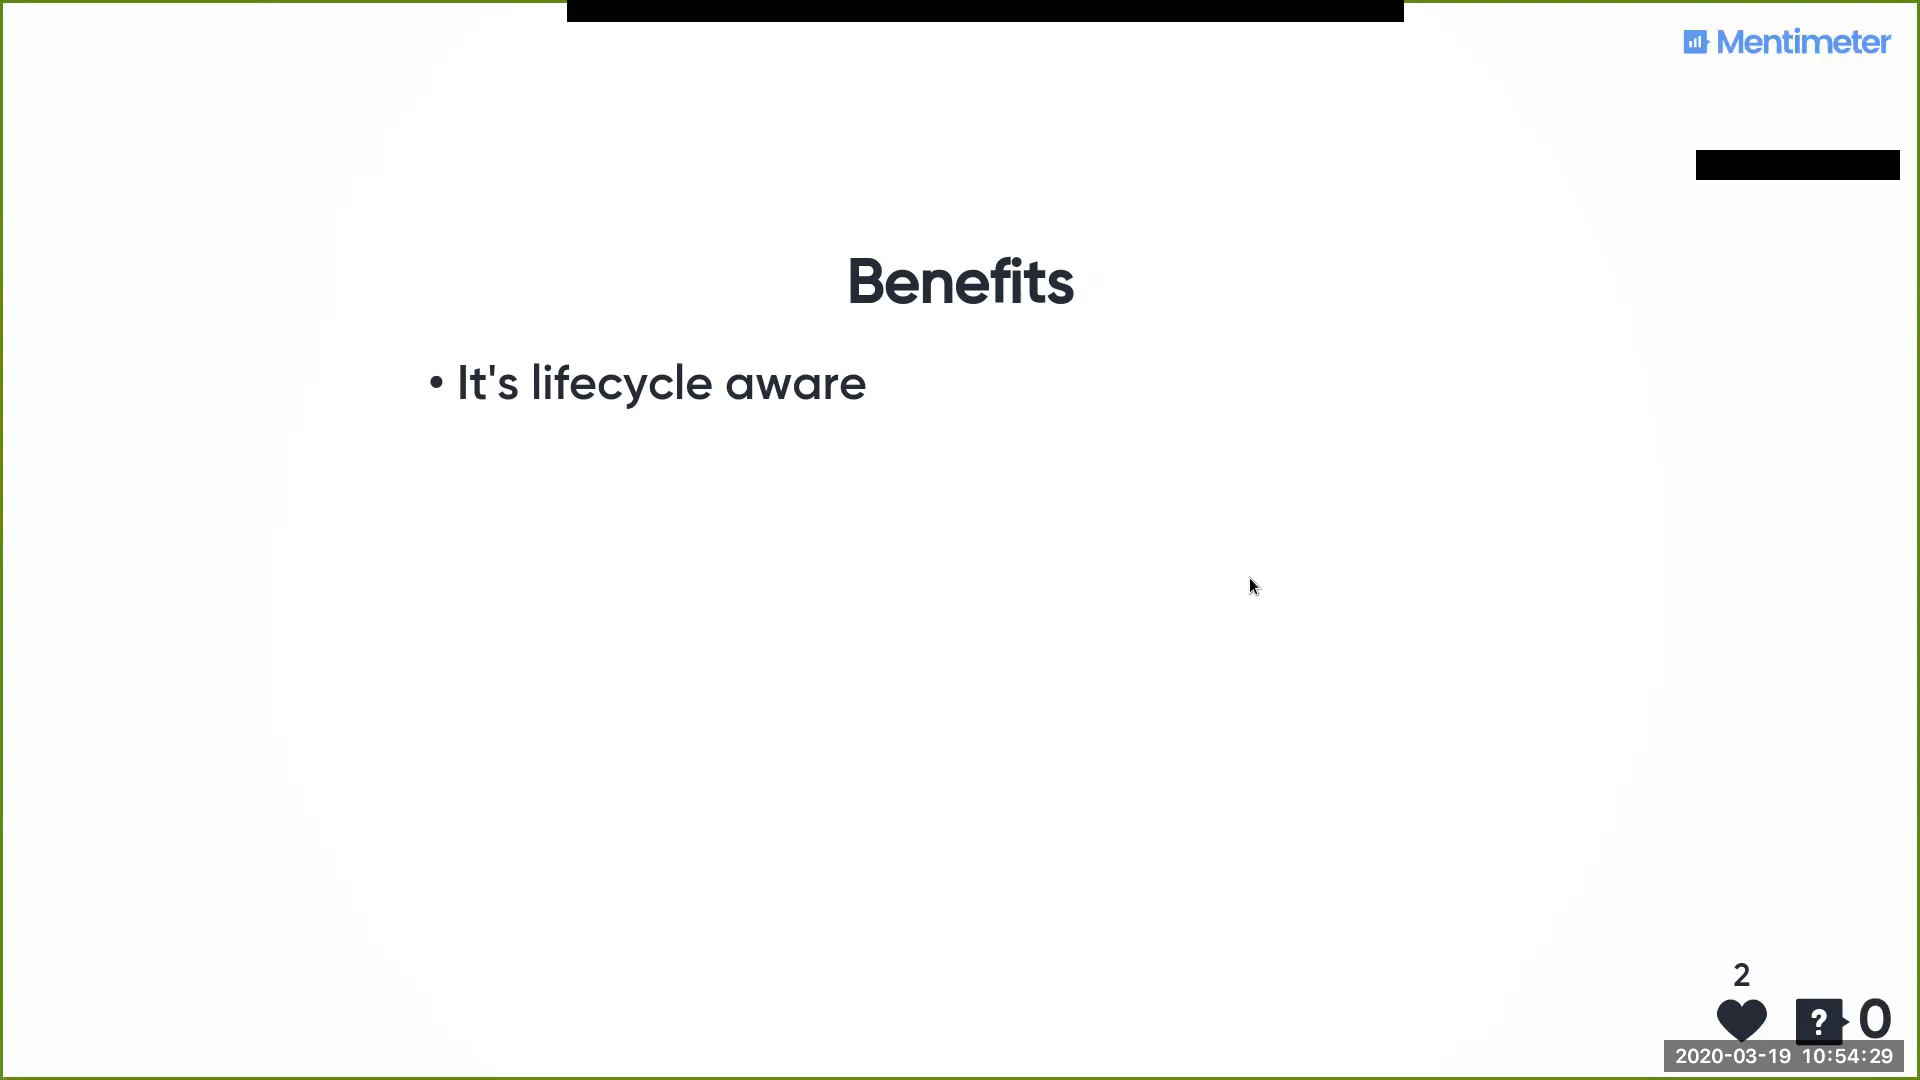 Mentimeter
Benefits
• It's lifecycle aware
2
? 0
2020-03-19 10:54:29